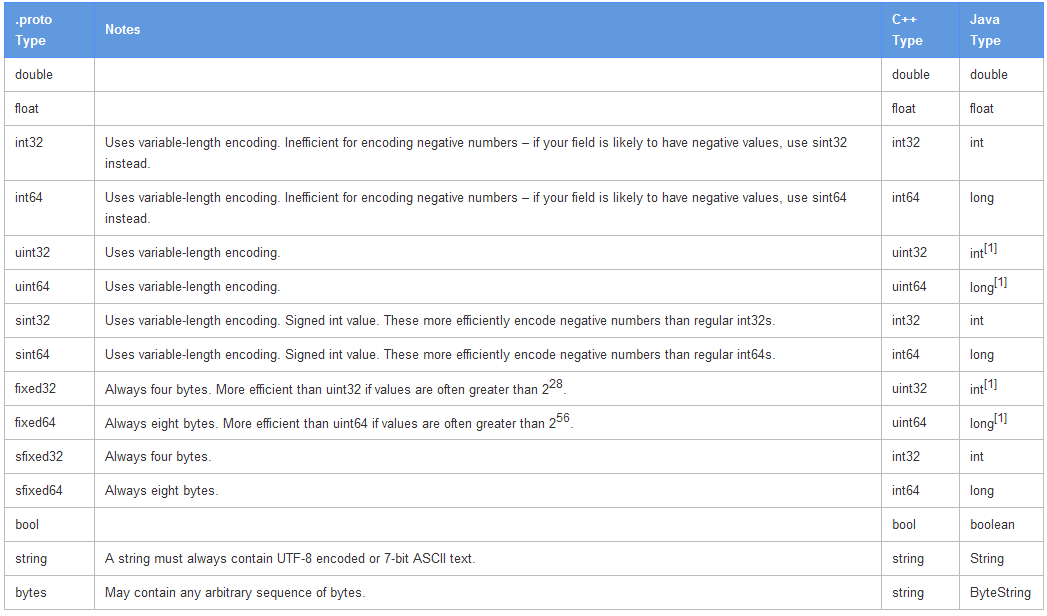 .proto Type Notes C++ Type Java Type
double double double
float float float
int32 Uses variable-length encoding. Inefficient for encoding negative numbers – if your field is likely to have negative values, use sint32 int32 int
instead.
int64 Uses variable-length encoding. Inefficient for encoding negative numbers – if your field is likely to have negative values, use sint64 int64 long
instead.
uint32 Uses variable-length encoding. uint32 int[1]
uint64 Uses variable-length encoding. uint64 long[1]
sint32 Uses variable-length encoding. Signed int value. These more efficiently encode negative numbers than regular int32s. int32 int
sint64 Uses variable-length encoding. Signed int value. These more efficiently encode negative numbers than regular int64s. int64 long
fixed32 Always four bytes. More efficient than uint32 if values are often greater than 2^28. uint32 int[1]
fixed64 Always eight bytes. More efficient than uint64 if values are often greater than 2^56. uint64 long[1]
sfixed32 Always four bytes. int32 int
sfixed64 Always eight bytes. int64 long
bool bool boolean
string A string must always contain UTF-8 encoded or 7-bit ASCII text. string String
bytes May contain any arbitrary sequence of bytes. string ByteString